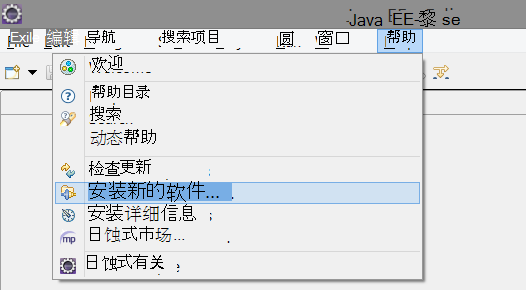 Java EE-黎 se
Exile 编辑 导航 搜索项目 圆 窗口 帮助
欢迎
帮助目录
搜索
动态帮助
检查更新
安装新的软件...
安装详细信息
日蚀式市场...
日蚀式有关